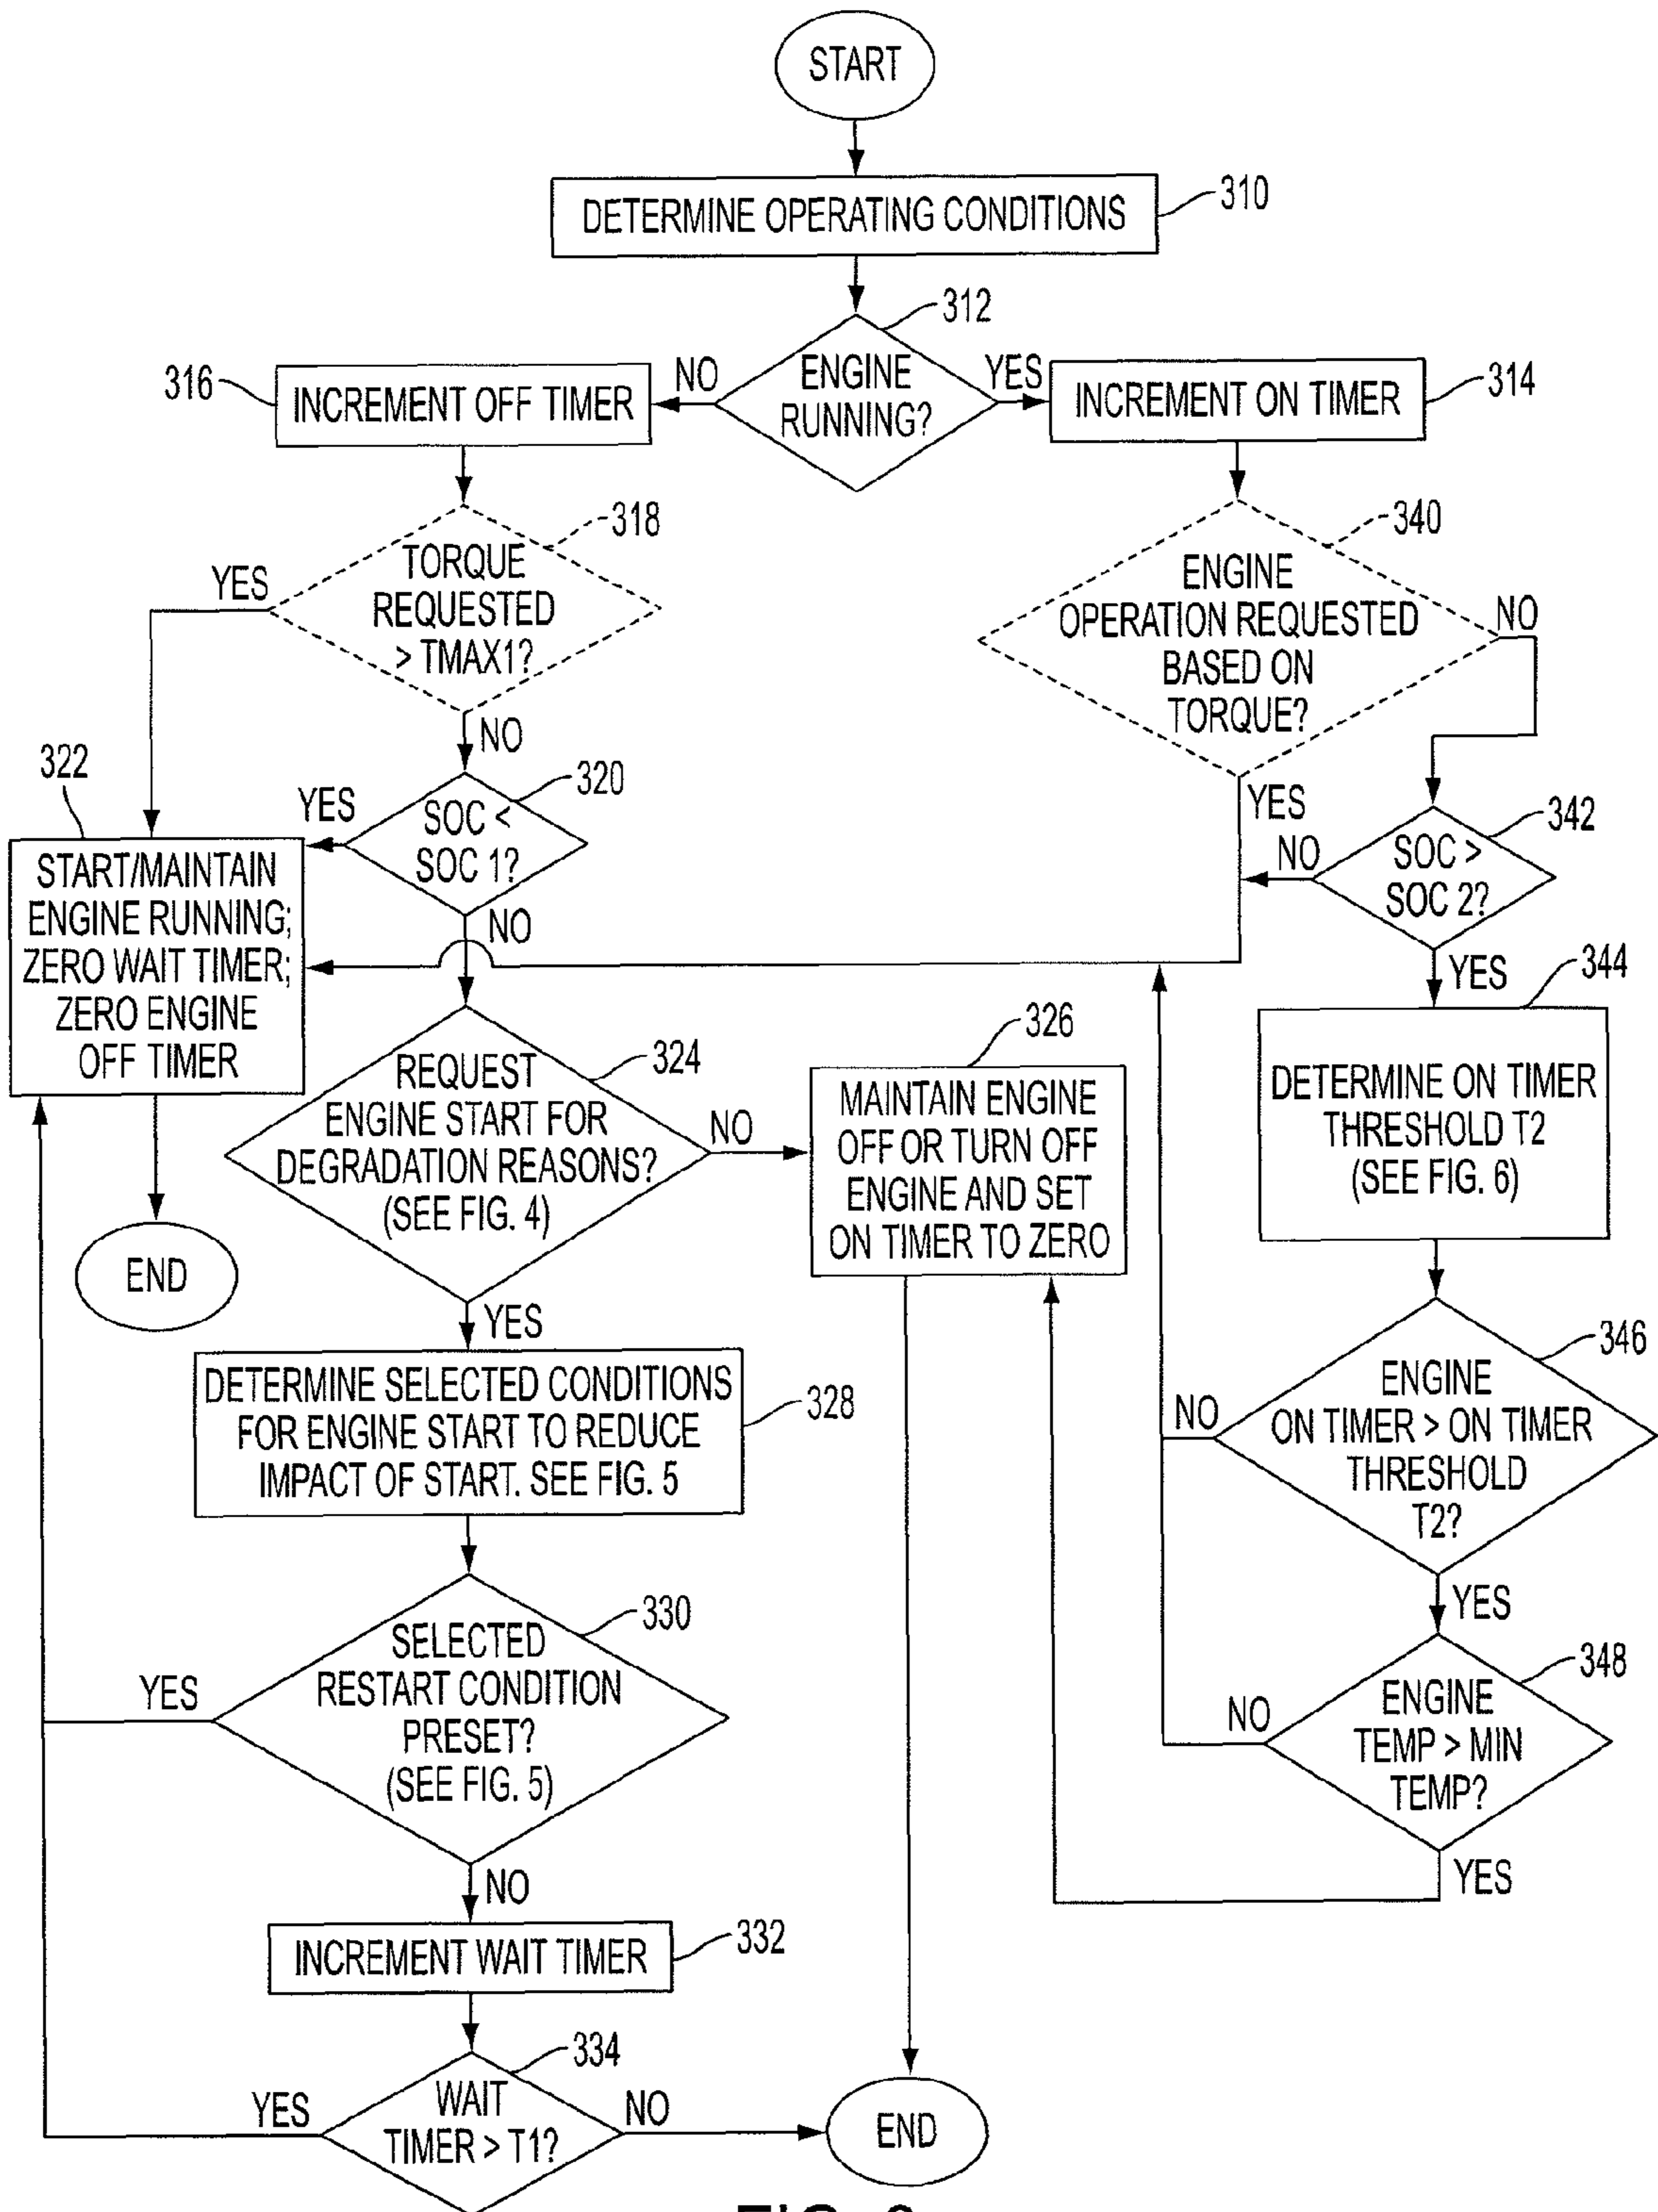 START
DETERMINE OPERATING CONDITIONS
310
312
ENGINE
RUNNING?
NO
YES
316
INCREMENT OFF TIMER
INCREMENT ON TIMER
314
318
TORQUE
REQUESTED
> TMAX1?
YES
NO
340
ENGINE
OPERATION REQUESTED
BASED ON
TORQUE?
NO
YES
322
START/MAINTAIN
ENGINE RUNNING;
ZERO WAIT TIMER;
ZERO ENGINE
OFF TIMER
320
SOC <
SOC 1?
YES
NO
342
SOC >
SOC 2?
NO
YES
344
DETERMINE ON TIMER
THRESHOLD T2
(SEE FIG. 6)
324
REQUEST
ENGINE START FOR
DEGRADATION REASONS?
(SEE FIG. 4)
NO
YES
326
MAINTAIN ENGINE
OFF OR TURN OFF
ENGINE AND SET
ON TIMER TO ZERO
END
346
ENGINE
ON TIMER > ON TIMER
THRESHOLD
T2?
NO
YES
DETERMINE SELECTED CONDITIONS
FOR ENGINE START TO REDUCE
IMPACT OF START. SEE FIG. 5
328
330
SELECTED
RESTART CONDITION
PRESET?
(SEE FIG. 5)
YES
NO
348
ENGINE
TEMP > MIN
TEMP?
NO
YES
INCREMENT WAIT TIMER
332
334
WAIT
TIMER > T1?
YES
NO
END